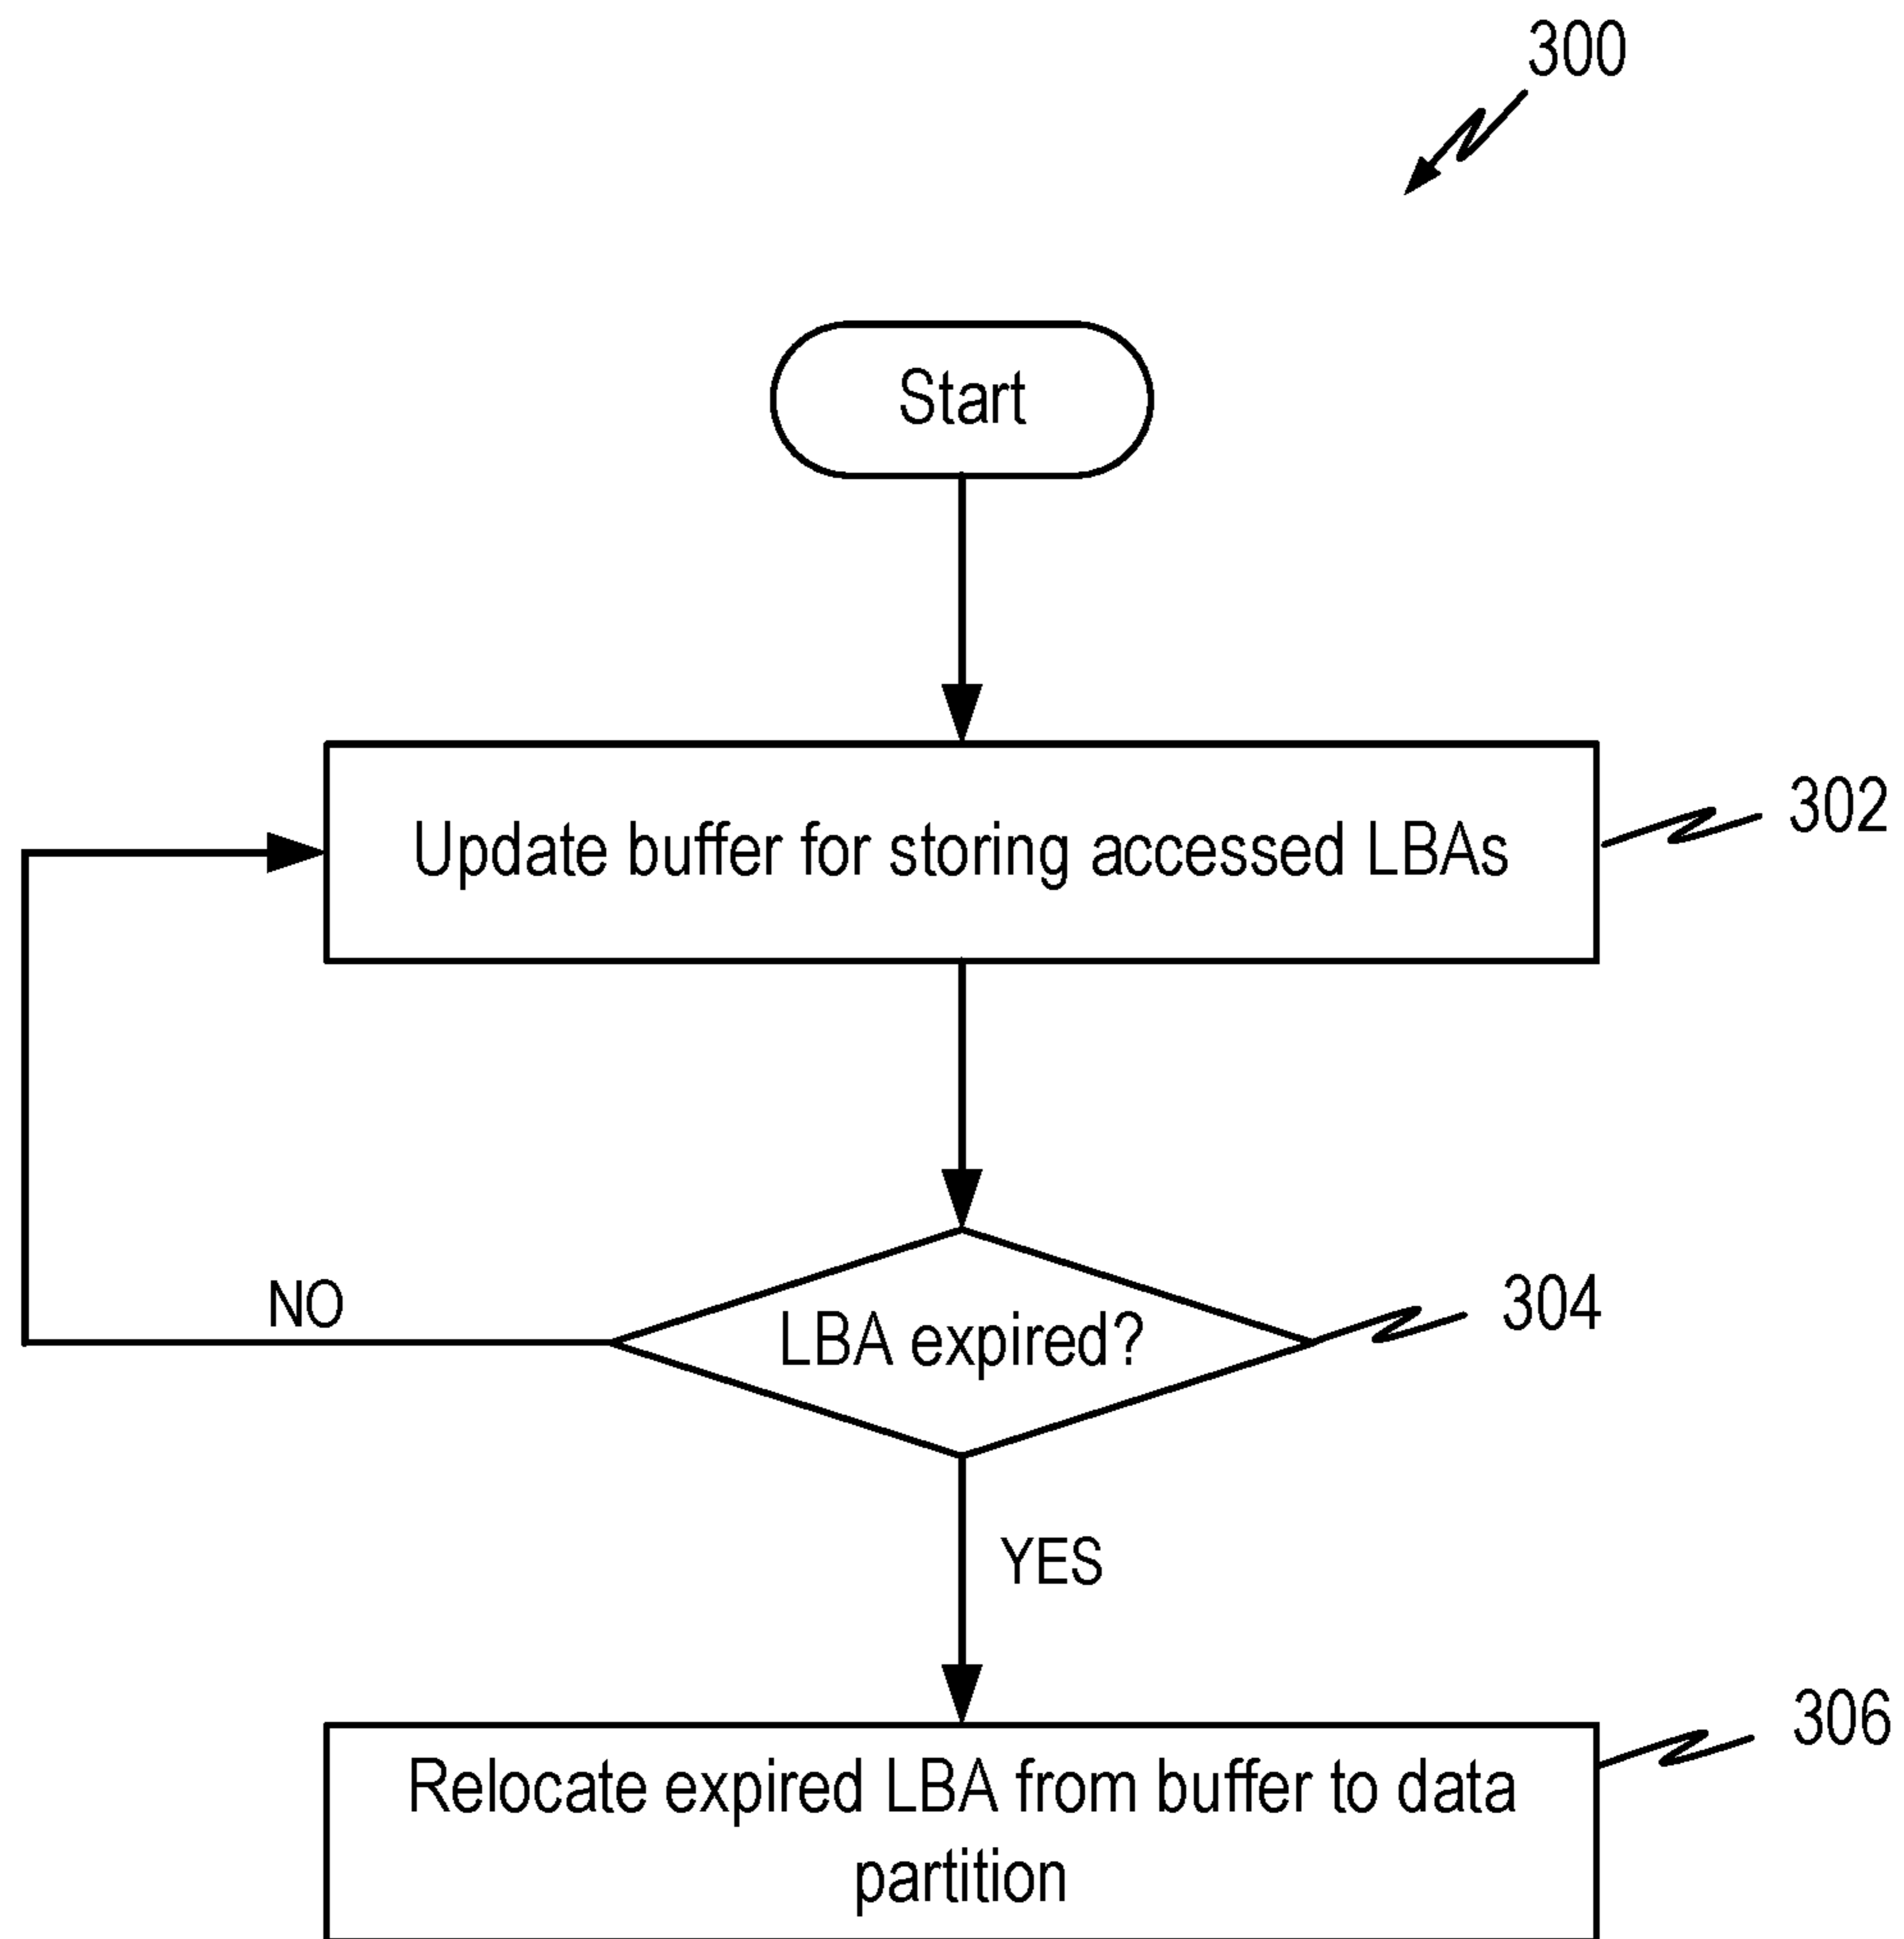 300
Start
Update buffer for storing accessed LBAs
302
NO
LBA expired?
304
YES
306
Relocate expired LBA from buffer to data
partition